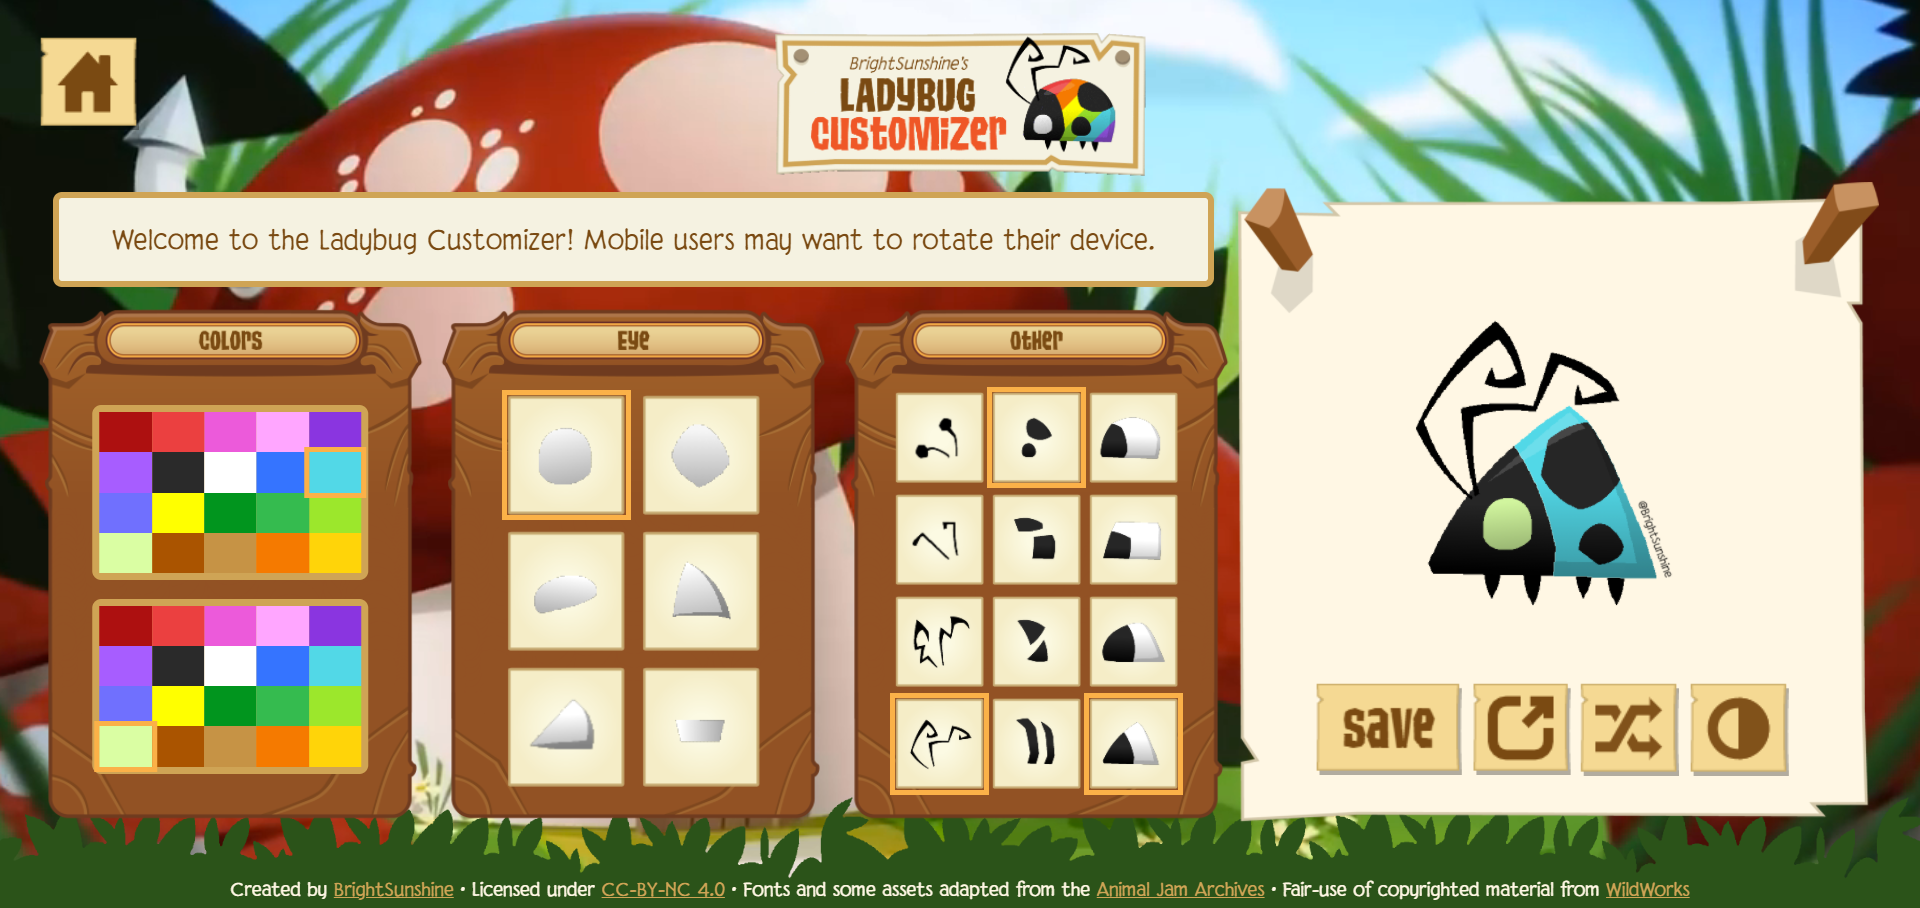 BrightSunshine's
LADYBUG
CUSTOMIZER
Welcome to the Ladybug Customizer! Mobile users may want to rotate their device.
COLORS
EYE
OTHER
@BrightSunshine
SAVE
Created by BrightSunshine • Licensed under CC-BY-NC 4.0 • Fonts and some assets adapted from the Animal Jam Archives • Fair-use of copyrighted material from WildWorks